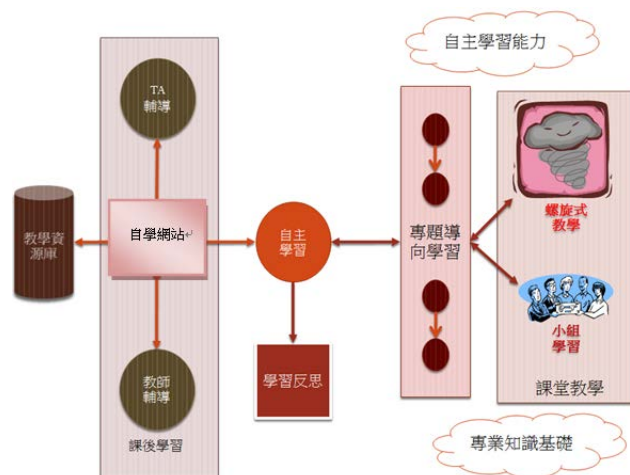 自主學習能力
TA
輔導
教學資
源庫
自學網站
自主
學習
專題導
向學習
螺旋式
教學
小組
學習
學習反思
教師
輔導
課後學習
課堂教學
專業知識基礎